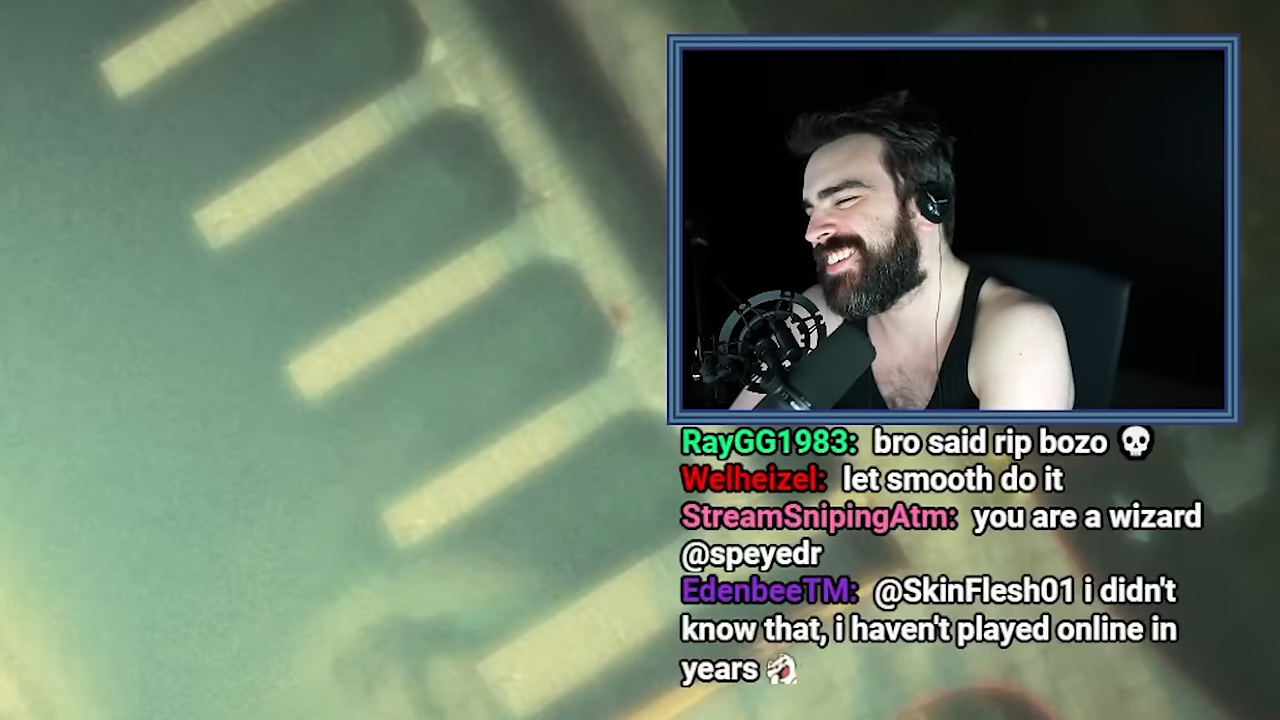 RayGG1983: bro said rip bozo 💀
Welheizel: let smooth do it
StreamSnipingAtm: you are a wizard
@speyedr
EdenbeeTM: @SkinFlesh01 i didn't
know that, i haven't played online in
years